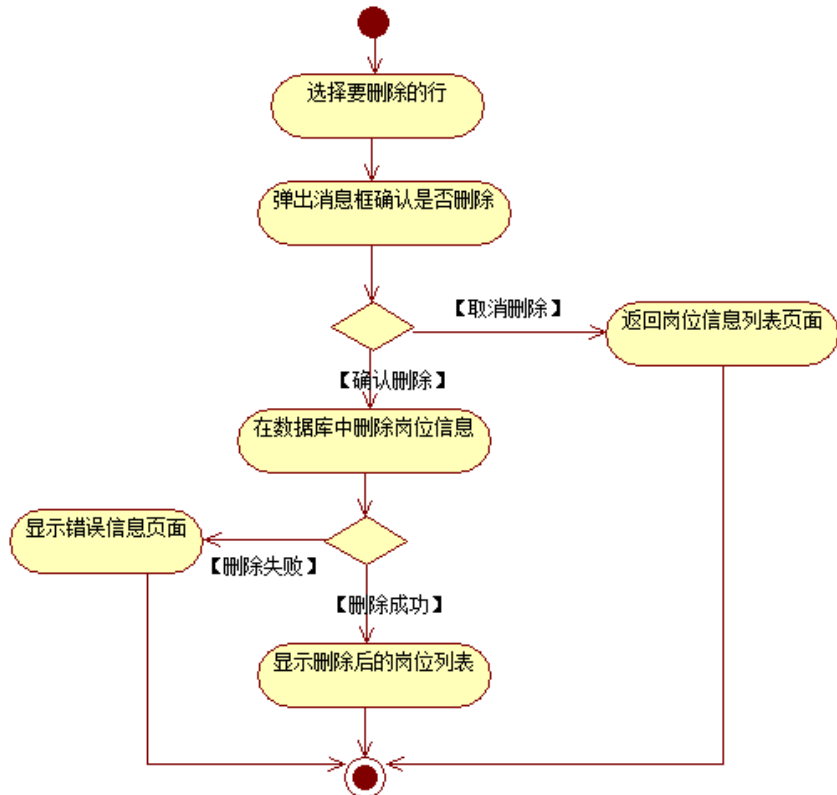 选择要删除的行
弹出消息框确认是否删除
【取消删除】
返回岗位信息列表页面
【确认删除】
在数据库中删除岗位信息
显示错误信息页面
【删除失败】
【删除成功】
显示删除后的岗位列表